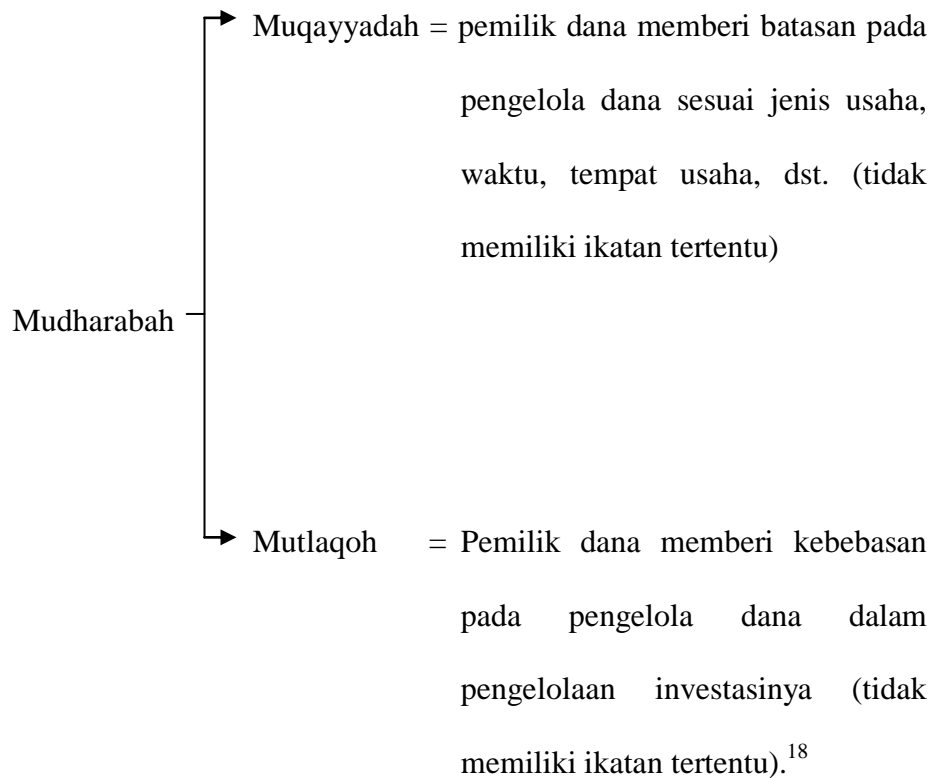 Muqayyadah = pemilik dana memberi batasan pada
pengelola dana sesuai jenis usaha,
waktu, tempat usaha, dst. (tidak
memiliki ikatan tertentu)
Mudharabah
Mutlaqoh = Pemilik dana memberi kebebasan
pada pengelola dana dalam
pengelolaan investasinya (tidak
memiliki ikatan tertentu).18